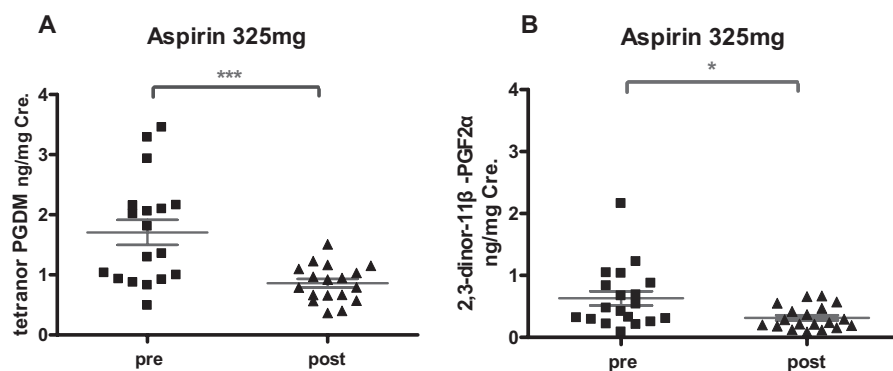 A
Aspirin 325mg
***
tetranor PGDM ng/mg Cre.
4
3
2
1
0
pre
post
B
Aspirin 325mg
*
2,3-dinor-11β -PGF2α
ng/mg Cre.
4
3
2
1
0
pre
post